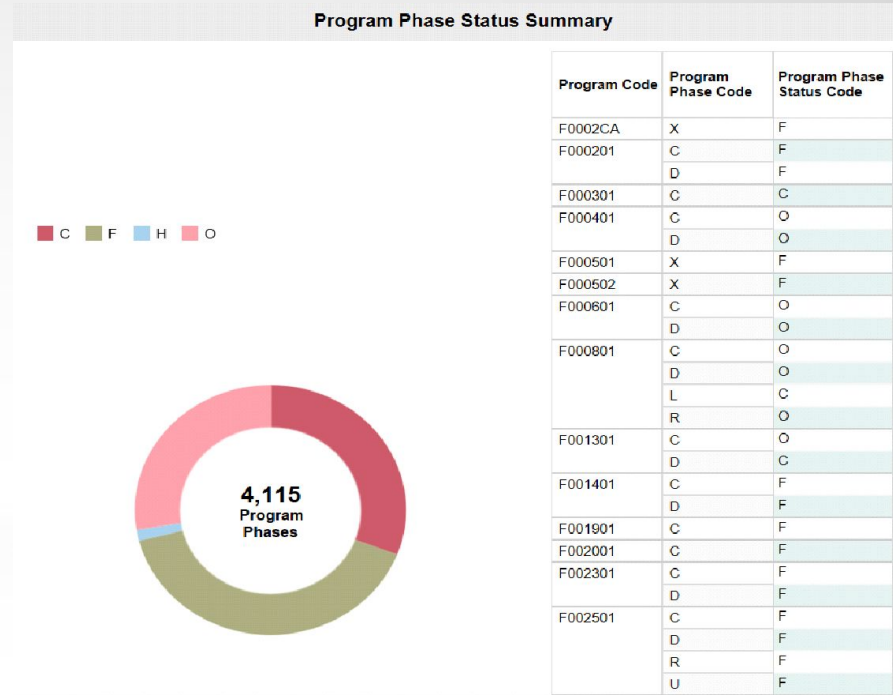 Program Phase Status Summary
C F H O
4,115
Program
Phases
Program Code Program Phase Code Program Phase Status Code
F0002CA X F
F000201 C F
D F
F000301 C C
F000401 C O
D O
F000501 X F
F000502 X F
F000601 C O
D O
F000801 C O
D O
L C
R O
F001301 C O
D C
F001401 C F
D F
F001901 C F
F002001 C F
F002301 C F
D F
F002501 C F
D F
R F
U F